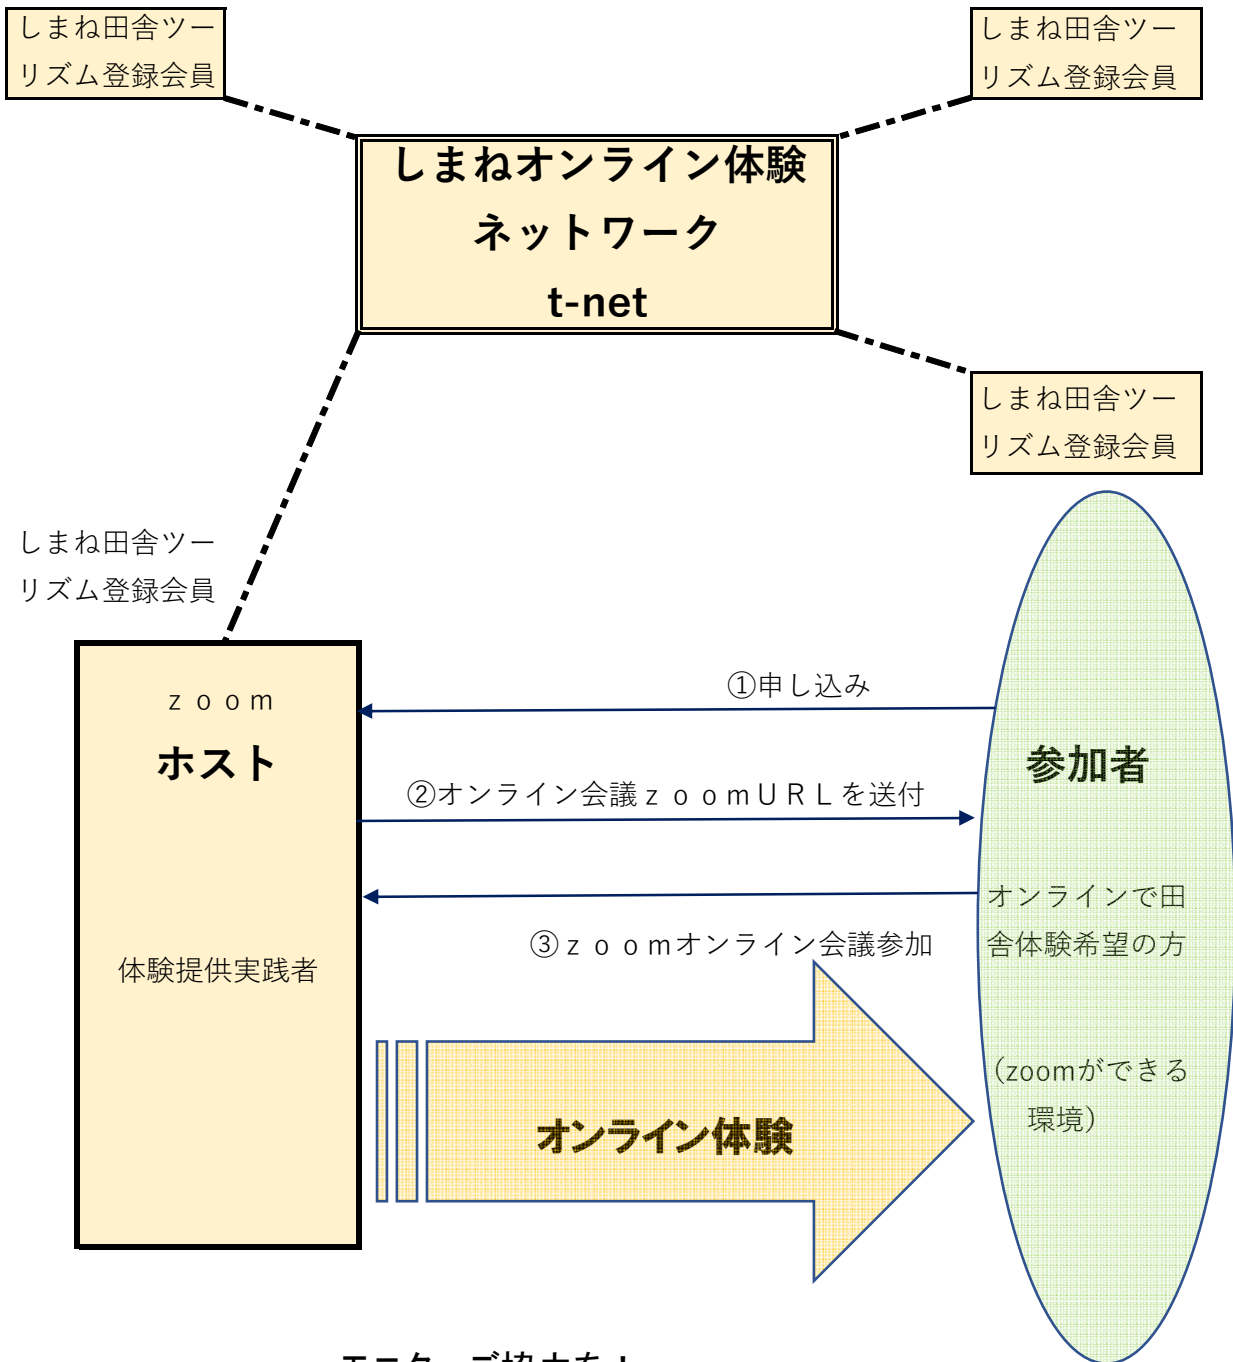 しまね田舎ツー
リズム登録会員
しまね田舎ツー
リズム登録会員
しまねオンライン体験
ネットワーク
t-net
しまね田舎ツー
リズム登録会員
しまね田舎ツー
リズム登録会員
ｚｏｏｍ
ホスト
体験提供実践者
①申し込み
②オンライン会議ｚｏｏｍＵＲＬを送付
③ｚｏｏｍオンライン会議参加
オンライン体験
参加者
オンラインで田
舎体験希望の方
（zoomができる
環境）